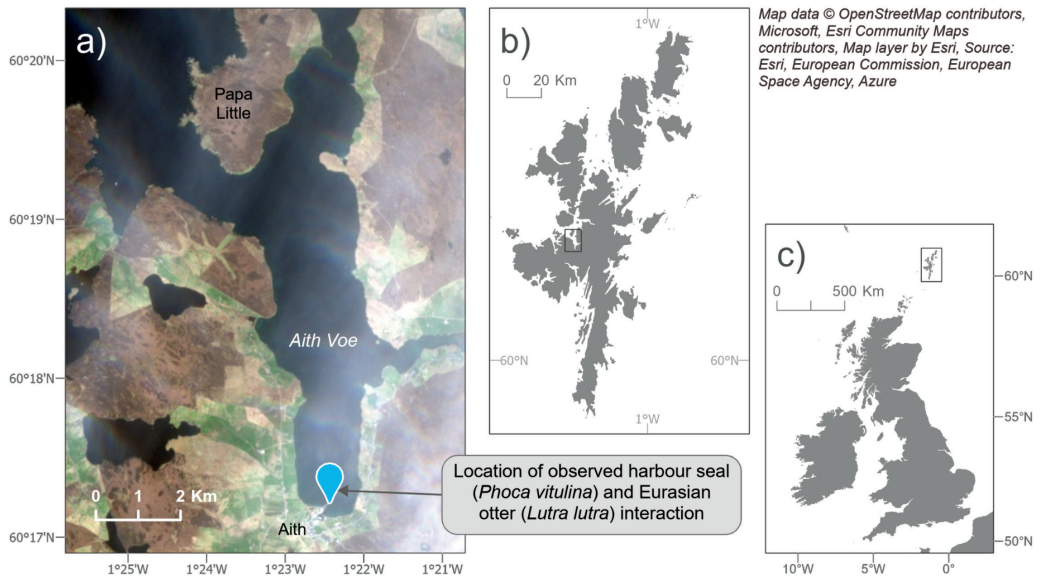 a)
60°20'N
60°19'N
60°18'N
60°17'N
Papa
Little
Aith Voe
0 1 2 Km
Aith
1°25'W 1°24'W 1°23'W 1°22'W 1°21'W
Location of observed harbour seal
(Phoca vitulina) and Eurasian
otter (Lutra lutra) interaction
b)
1°W
0 20 Km
60°N 60°N
1°W
Map data © OpenStreetMap contributors,
Microsoft, Esri Community Maps
contributors, Map layer by Esri, Source:
Esri, European Commission, European
Space Agency, Azure
c)
0 500 Km
60°N
55°N
50°N
10°W 5°W 0°